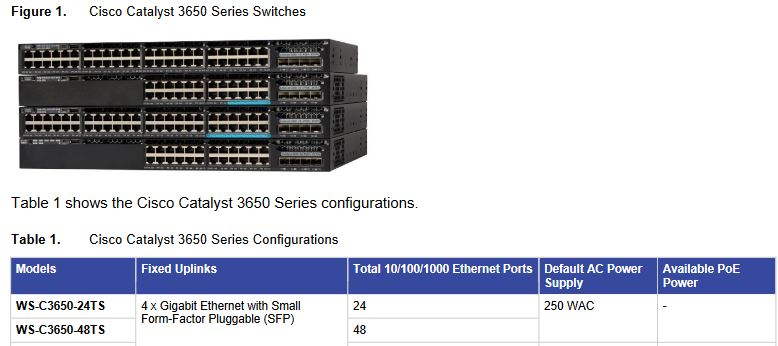 Figure 1. Cisco Catalyst 3650 Series Switches
Table 1 shows the Cisco Catalyst 3650 Series configurations.
Table 1. Cisco Catalyst 3650 Series Configurations
Models Fixed Uplinks Total 10/100/1000 Ethernet Ports Default AC Power Supply Available PoE Power
WS-C3650-24TS 4 x Gigabit Ethernet with Small Form-Factor Pluggable (SFP) 24 250 WAC -
WS-C3650-48TS 48